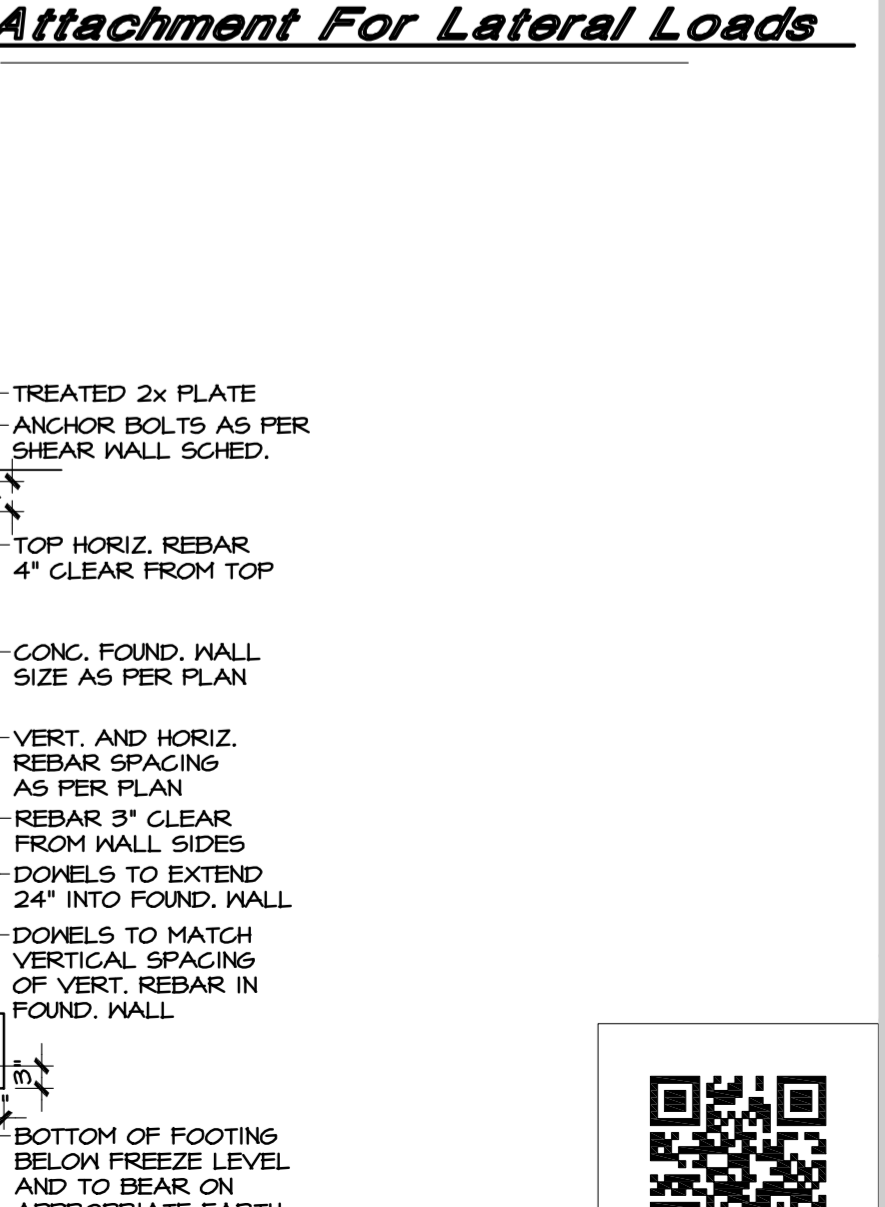 Attachment For Lateral Loads
TREATED 2x PLATE
ANCHOR BOLTS AS PER
SHEAR WALL SCHED.
TOP HORIZ. REBAR
4" CLEAR FROM TOP
CONC. FOUND. WALL
SIZE AS PER PLAN
VERT. AND HORIZ.
REBAR SPACING
AS PER PLAN
REBAR 3" CLEAR
FROM WALL SIDES
DOWELS TO EXTEND
24" INTO FOUND. WALL
DOWELS TO MATCH
VERTICAL SPACING
OF VERT. REBAR IN
FOUND. WALL
3"
"
BOTTOM OF FOOTING
BELOW FREEZE LEVEL
AND TO BEAR ON
APPROPRIATE EARTH